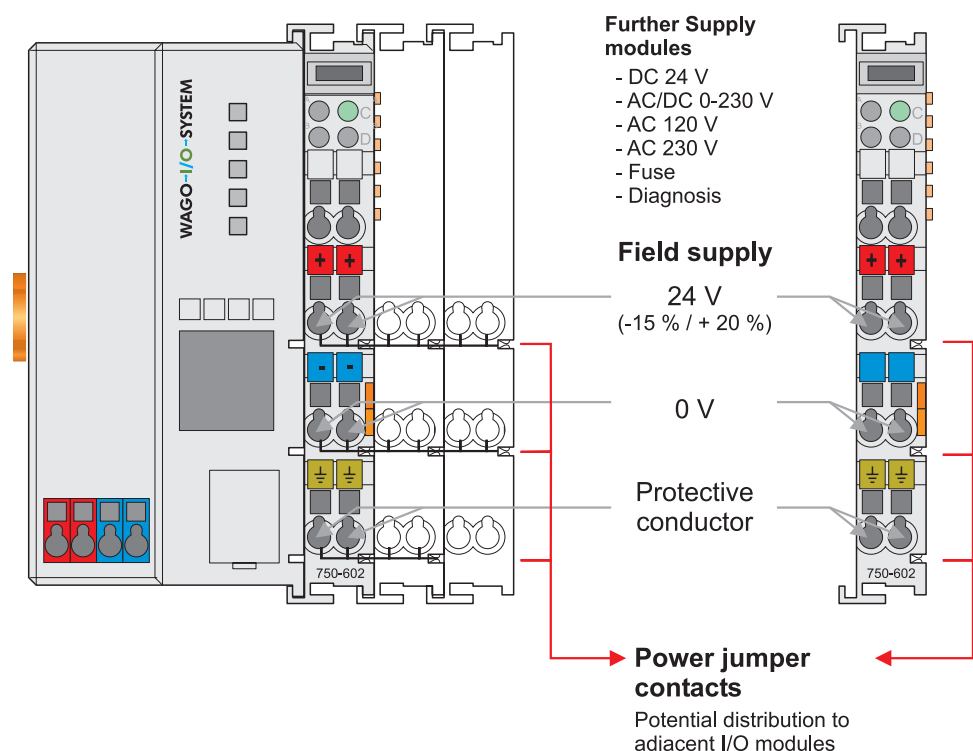 Further Supply
modules
- DC 24 V
- AC/DC 0-230 V
- AC 120 V
- AC 230 V
- Fuse
- Diagnosis
WAGO-I/O-SYSTEM
C
D
C
D
+ +
+ +
Field supply
24 V
(-15 % / + 20 %)
- -
0 V
Protective
conductor
750-602
750-602
Power jumper
contacts
Potential distribution to
adjacent I/O modules